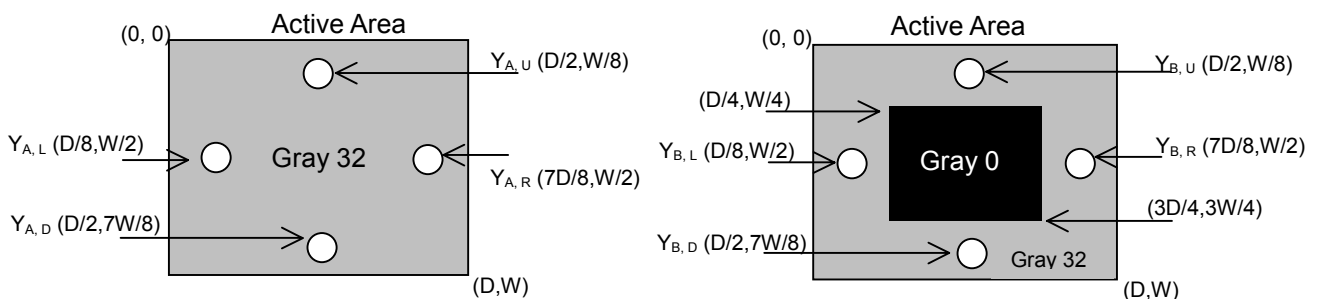 Active Area
(0, 0)
YA, U (D/2,W/8)
YA, L (D/8,W/2)
Gray 32
YA, R (7D/8,W/2)
YA, D (D/2,7W/8)
(D,W)
Active Area
(0, 0)
YB, U (D/2,W/8)
(D/4,W/4)
YB, L (D/8,W/2)
Gray 0
YB, R (7D/8,W/2)
(3D/4,3W/4)
YB, D (D/2,7W/8)
Gray 32
(D,W)